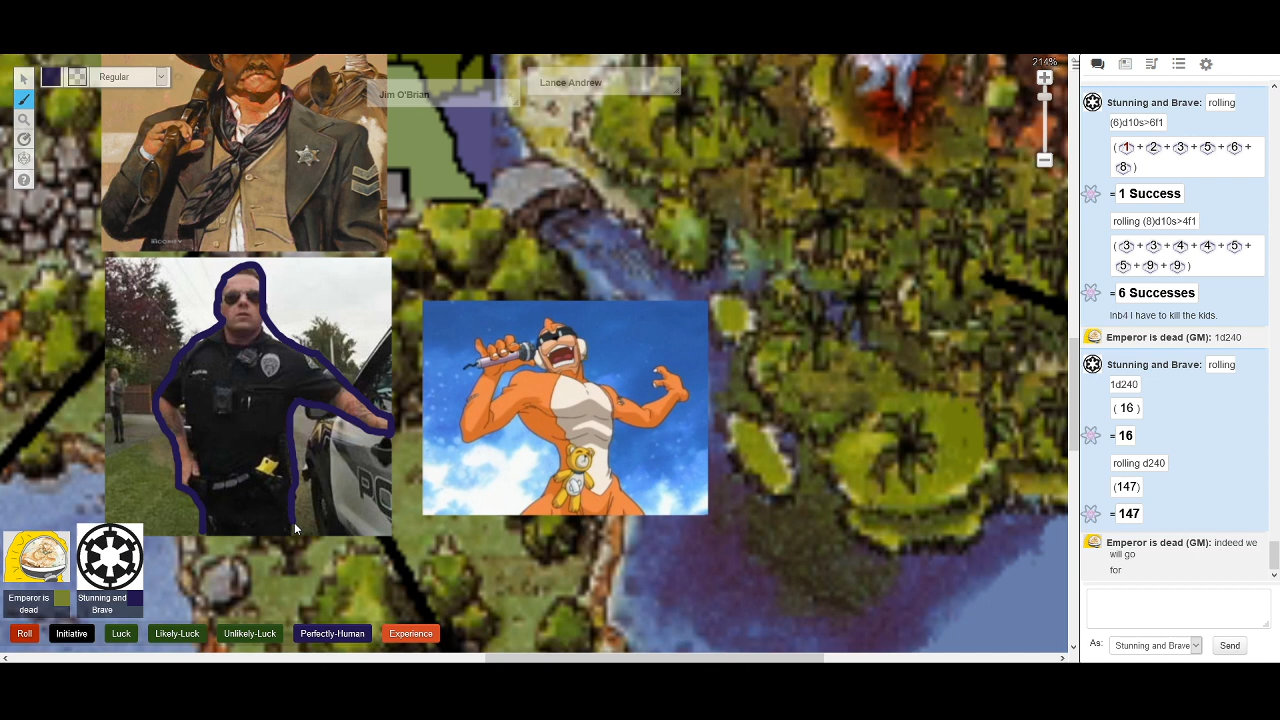 Regular
Jim O'Brian
Lance Andrew
214%
PO
Emperor is dead
Stunning and Brave
Roll
Initiative
Luck
Likely-Luck
Unlikely-Luck
Perfectly-Human
Experience
Stunning and Brave: rolling
(6)d10s>6f1
(1+2+3+5+6+
8)
=1 Success
rolling (8)d10s>4f1
(2+3+4+4+5+
5+9+9)
=6 Successes
Inb4 I have to kill the kids.
Emperor is dead (GM): 1d240
Stunning and Brave: rolling
1d240
(16)
=16
rolling d240
(147)
=147
Emperor is dead (GM): indeed we
will go
for
As: Stunning and Brave
Send